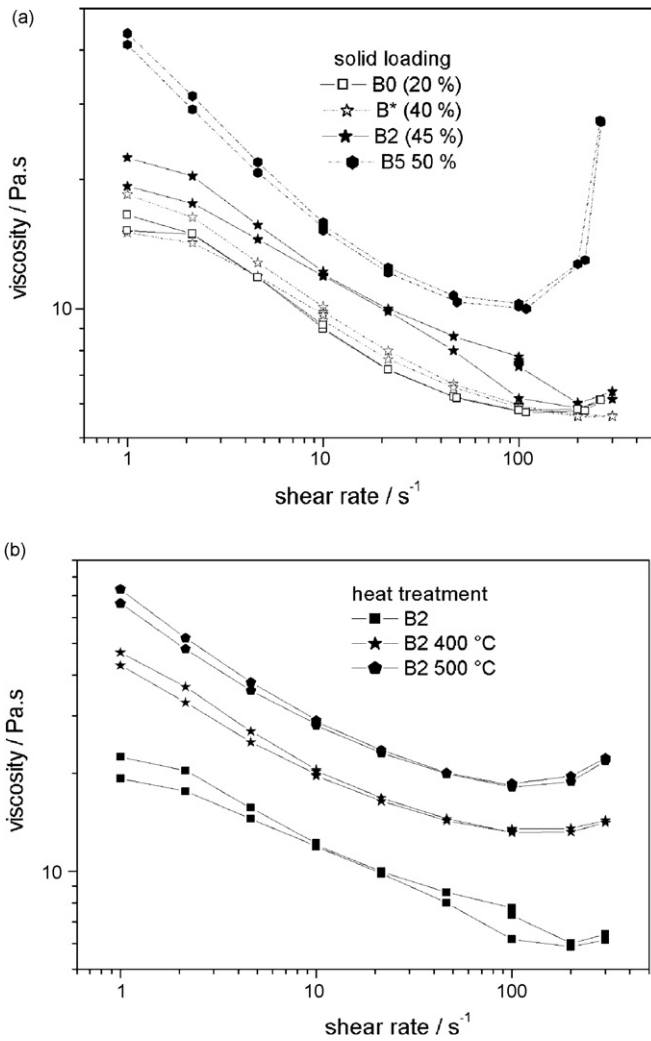 (a)
solid loading
B0 (20 %)
B* (40 %)
B2 (45 %)
B5 50 %
viscosity / Pa.s
10
1
10
100
shear rate / s⁻¹
(b)
heat treatment
B2
B2 400 °C
B2 500 °C
viscosity / Pa.s
10
1
10
100
shear rate / s⁻¹